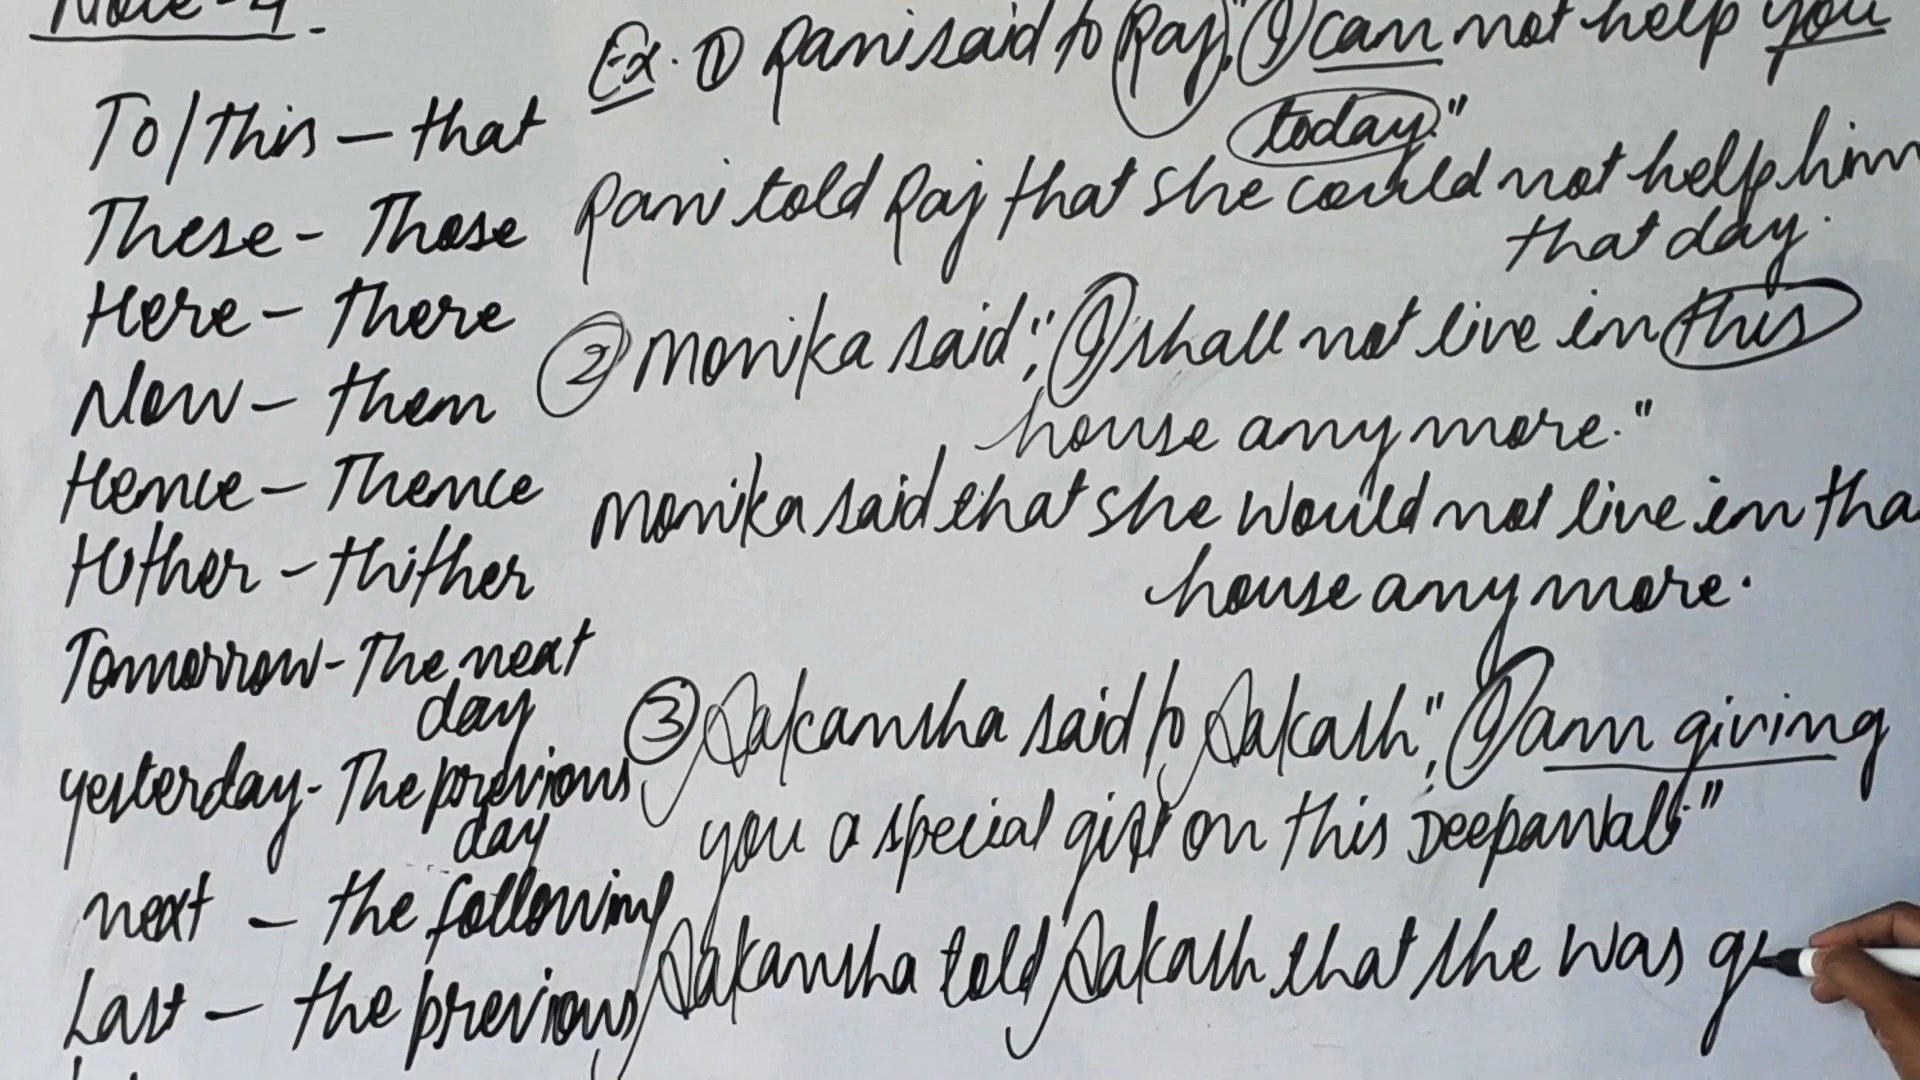 Note-4.
To/This – that
These – Those
Here – there
Now – them
Hence – Thence
Hither – thither
Tomorrow – The next
day
yesterday – The previous
day
next – the following
Last – the previous
Ex. ① Rani said to Raj, "I can not help you
today."
Rani told Raj that she could not help him
that day.
② Monika said, "I shall not live in this
house any more."
Monika said that she would not live in tha
house any more.
③ Aakansha said to Aakash, "I am giving
you a special gift on this Deepawali."
Aakansha told Aakash that she was gi